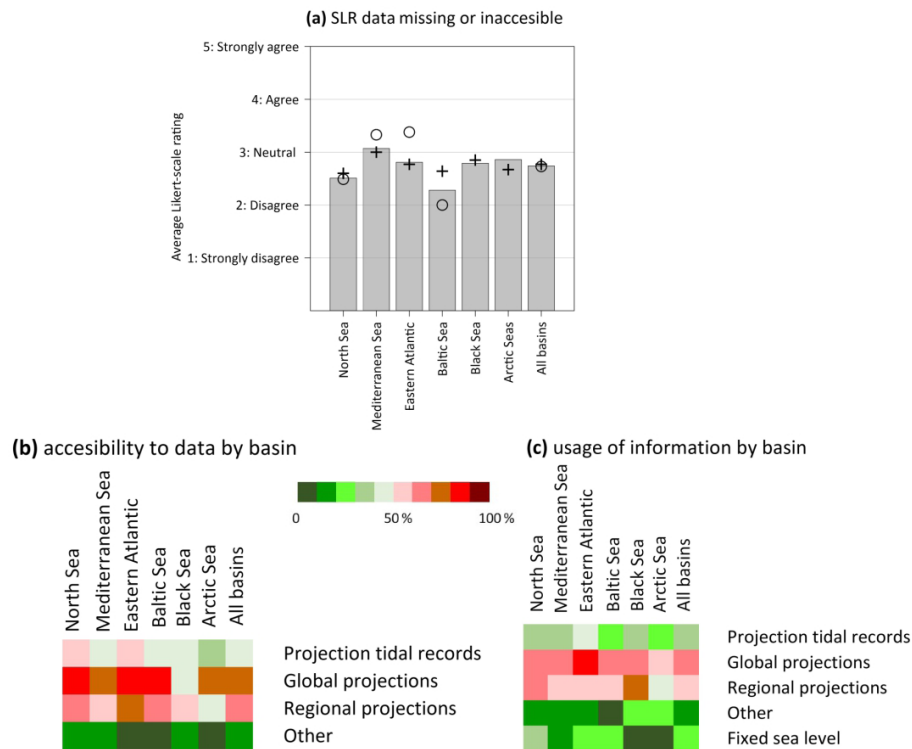 (a) SLR data missing or inaccesible
Average Likert-scale rating
5: Strongly agree
4: Agree
3: Neutral
2: Disagree
1: Strongly disagree
North Sea
Mediterranean Sea
Eastern Atlantic
Baltic Sea
Black Sea
Arctic Seas
All basins
(b) accesibility to data by basin
0
50 %
100 %
North Sea
Mediterranean Sea
Eastern Atlantic
Baltic Sea
Black Sea
Arctic Sea
All basins
Projection tidal records
Global projections
Regional projections
Other
(c) usage of information by basin
North Sea
Mediterranean Sea
Eastern Atlantic
Baltic Sea
Black Sea
Arctic Sea
All basins
Projection tidal records
Global projections
Regional projections
Other
Fixed sea level